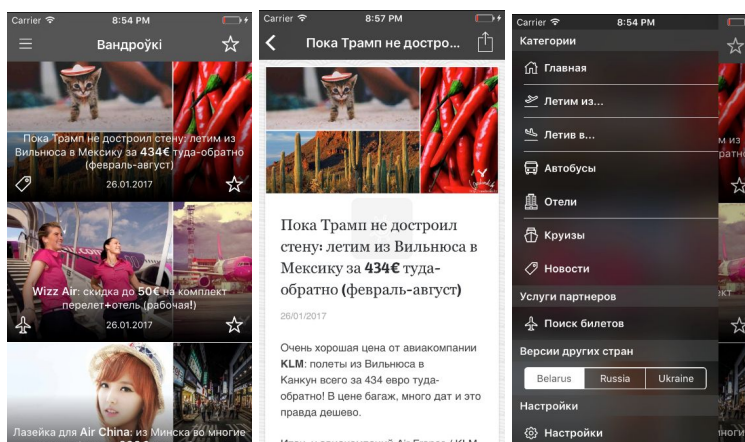 Carrier 8:54 PM
Вандроўкі
Пока Трамп не достроил стену: летим из
Вильнюса в Мексику за 434€ туда-обратно
(февраль-август)
26.01.2017
Wizz Air: скидка до 50€ на комплект
перелет+отель (рабочая!)
26.01.2017
Лазейка для Air China: из Минска во многие
Carrier 8:57 PM
Пока Трамп не достро...
Пока Трамп не достроил
стену: летим из Вильнюса в
Мексику за 434€ туда-
обратно (февраль-август)
26/01/2017
Очень хорошая цена от авиакомпании
KLM: полеты из Вильнюса в
Канкун всего за 434 евро туда-
обратно! В цене багаж, много дат и это
правда дешево.
Carrier 8:54 PM
Категории
Главная
Летим из...
Летив в...
Автобусы
Отели
Круизы
Новости
Услуги партнеров
Поиск билетов
Версии других стран
Belarus Russia Ukraine
Настройки
Настройки